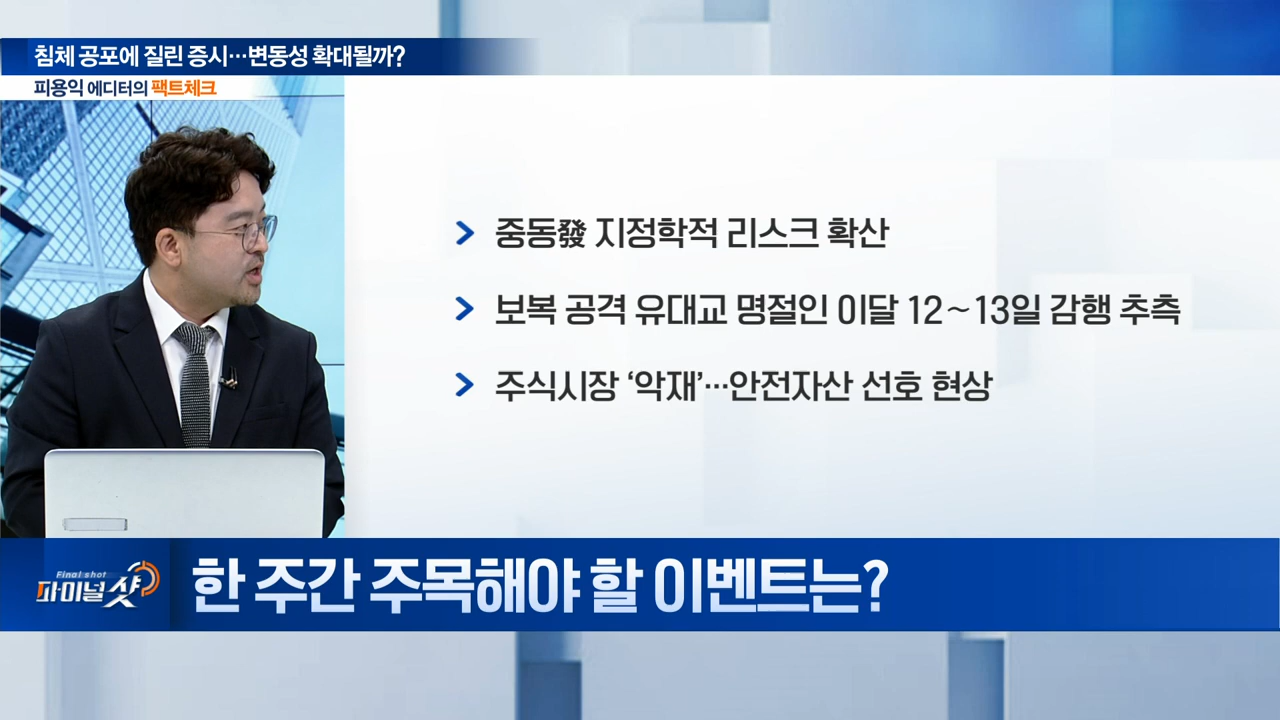 침체 공포에 질린 증시…변동성 확대될까?
피용익 에디터의 팩트체크
중동發 지정학적 리스크 확산
보복 공격 유대교 명절인 이달 12~13일 감행 추측
주식시장 ‘악재’…안전자산 선호 현상
Final shot
파이널샷
한 주간 주목해야 할 이벤트는?